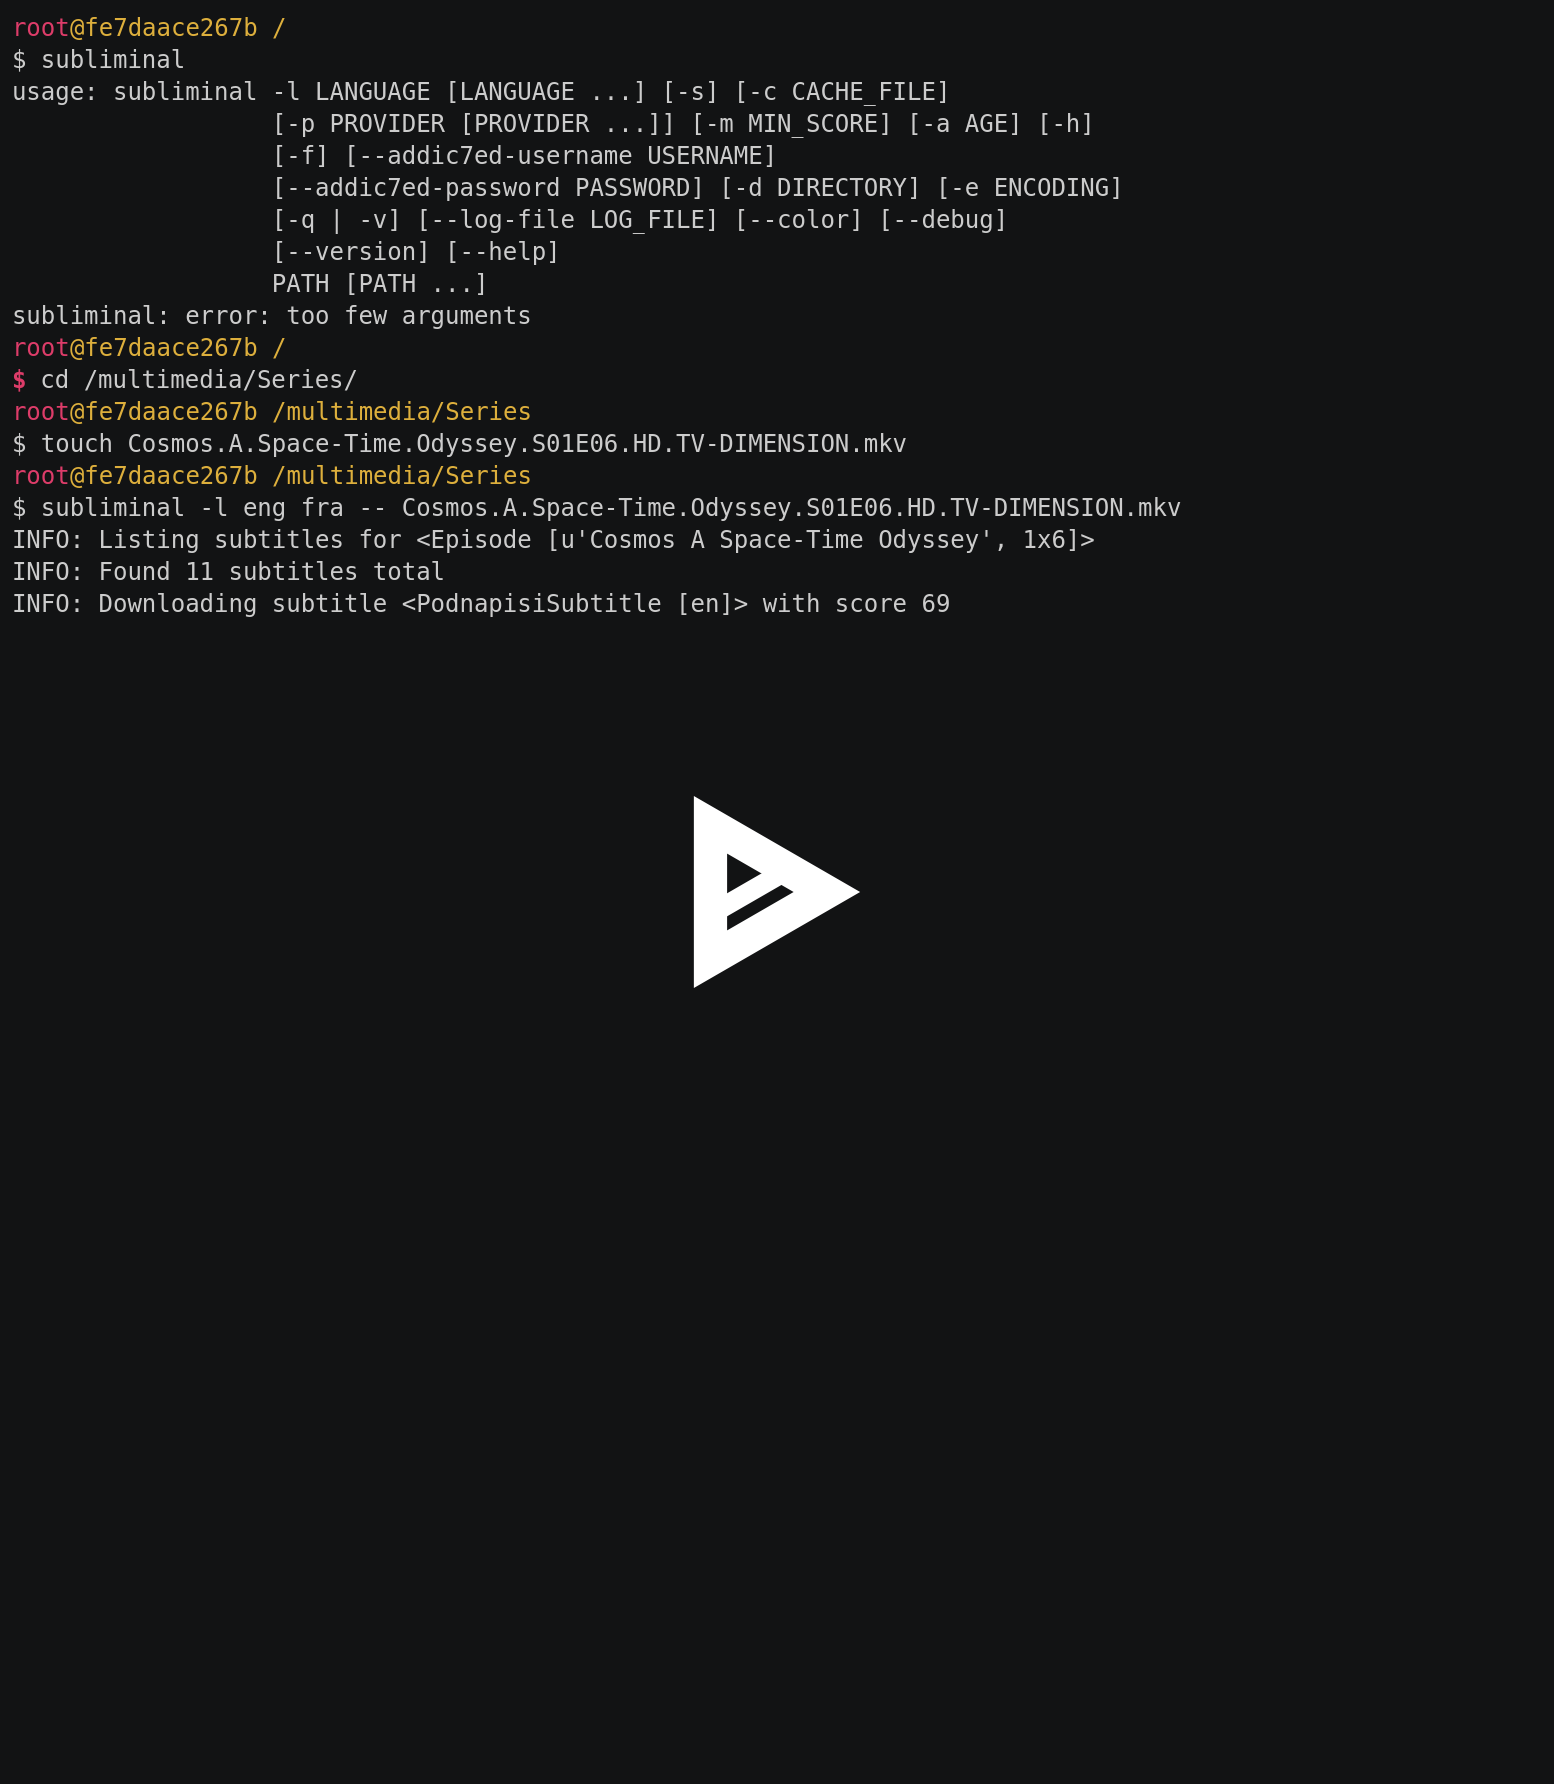 root@fe7daace267b /
$ subliminal
usage: subliminal -l LANGUAGE [LANGUAGE ...] [-s] [-c CACHE_FILE]
                  [-p PROVIDER [PROVIDER ...]] [-m MIN_SCORE] [-a AGE] [-h]
                  [-f] [--addic7ed-username USERNAME]
                  [--addic7ed-password PASSWORD] [-d DIRECTORY] [-e ENCODING]
                  [-q | -v] [--log-file LOG_FILE] [--color] [--debug]
                  [--version] [--help]
                  PATH [PATH ...]
subliminal: error: too few arguments
root@fe7daace267b /
$ cd /multimedia/Series/
root@fe7daace267b /multimedia/Series
$ touch Cosmos.A.Space-Time.Odyssey.S01E06.HD.TV-DIMENSION.mkv
root@fe7daace267b /multimedia/Series
$ subliminal -l eng fra -- Cosmos.A.Space-Time.Odyssey.S01E06.HD.TV-DIMENSION.mkv
INFO: Listing subtitles for <Episode [u'Cosmos A Space-Time Odyssey', 1x6]>
INFO: Found 11 subtitles total
INFO: Downloading subtitle <PodnapisiSubtitle [en]> with score 69